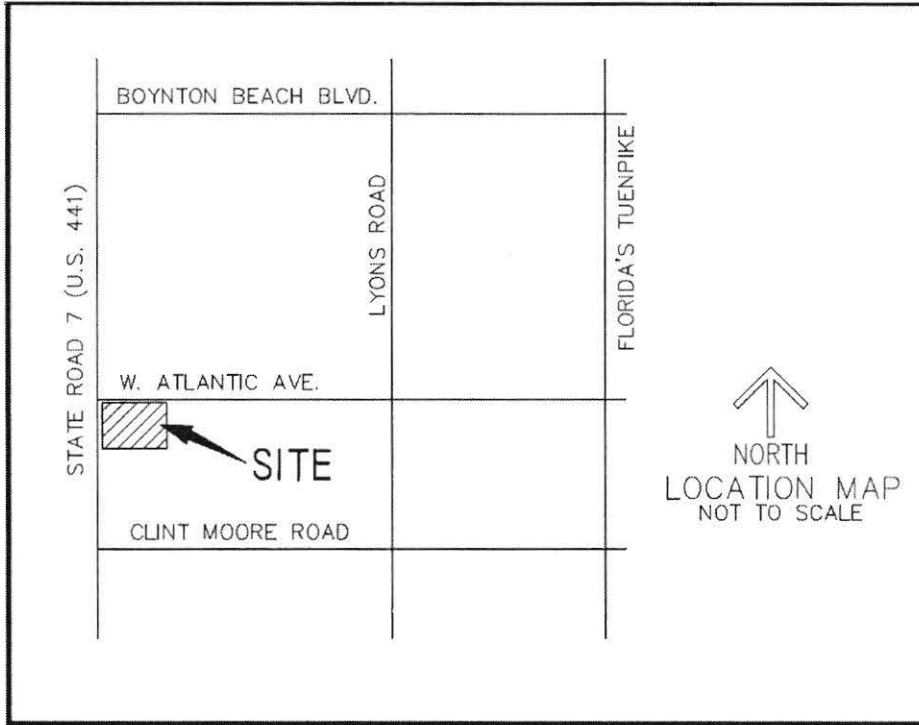 BOYNTON BEACH BLVD.
STATE ROAD 7 (U.S. 441)
LYONS ROAD
FLORIDA'S TUENPIKE
W. ATLANTIC AVE.
SITE
CLINT MOORE ROAD
NORTH
LOCATION MAP
NOT TO SCALE